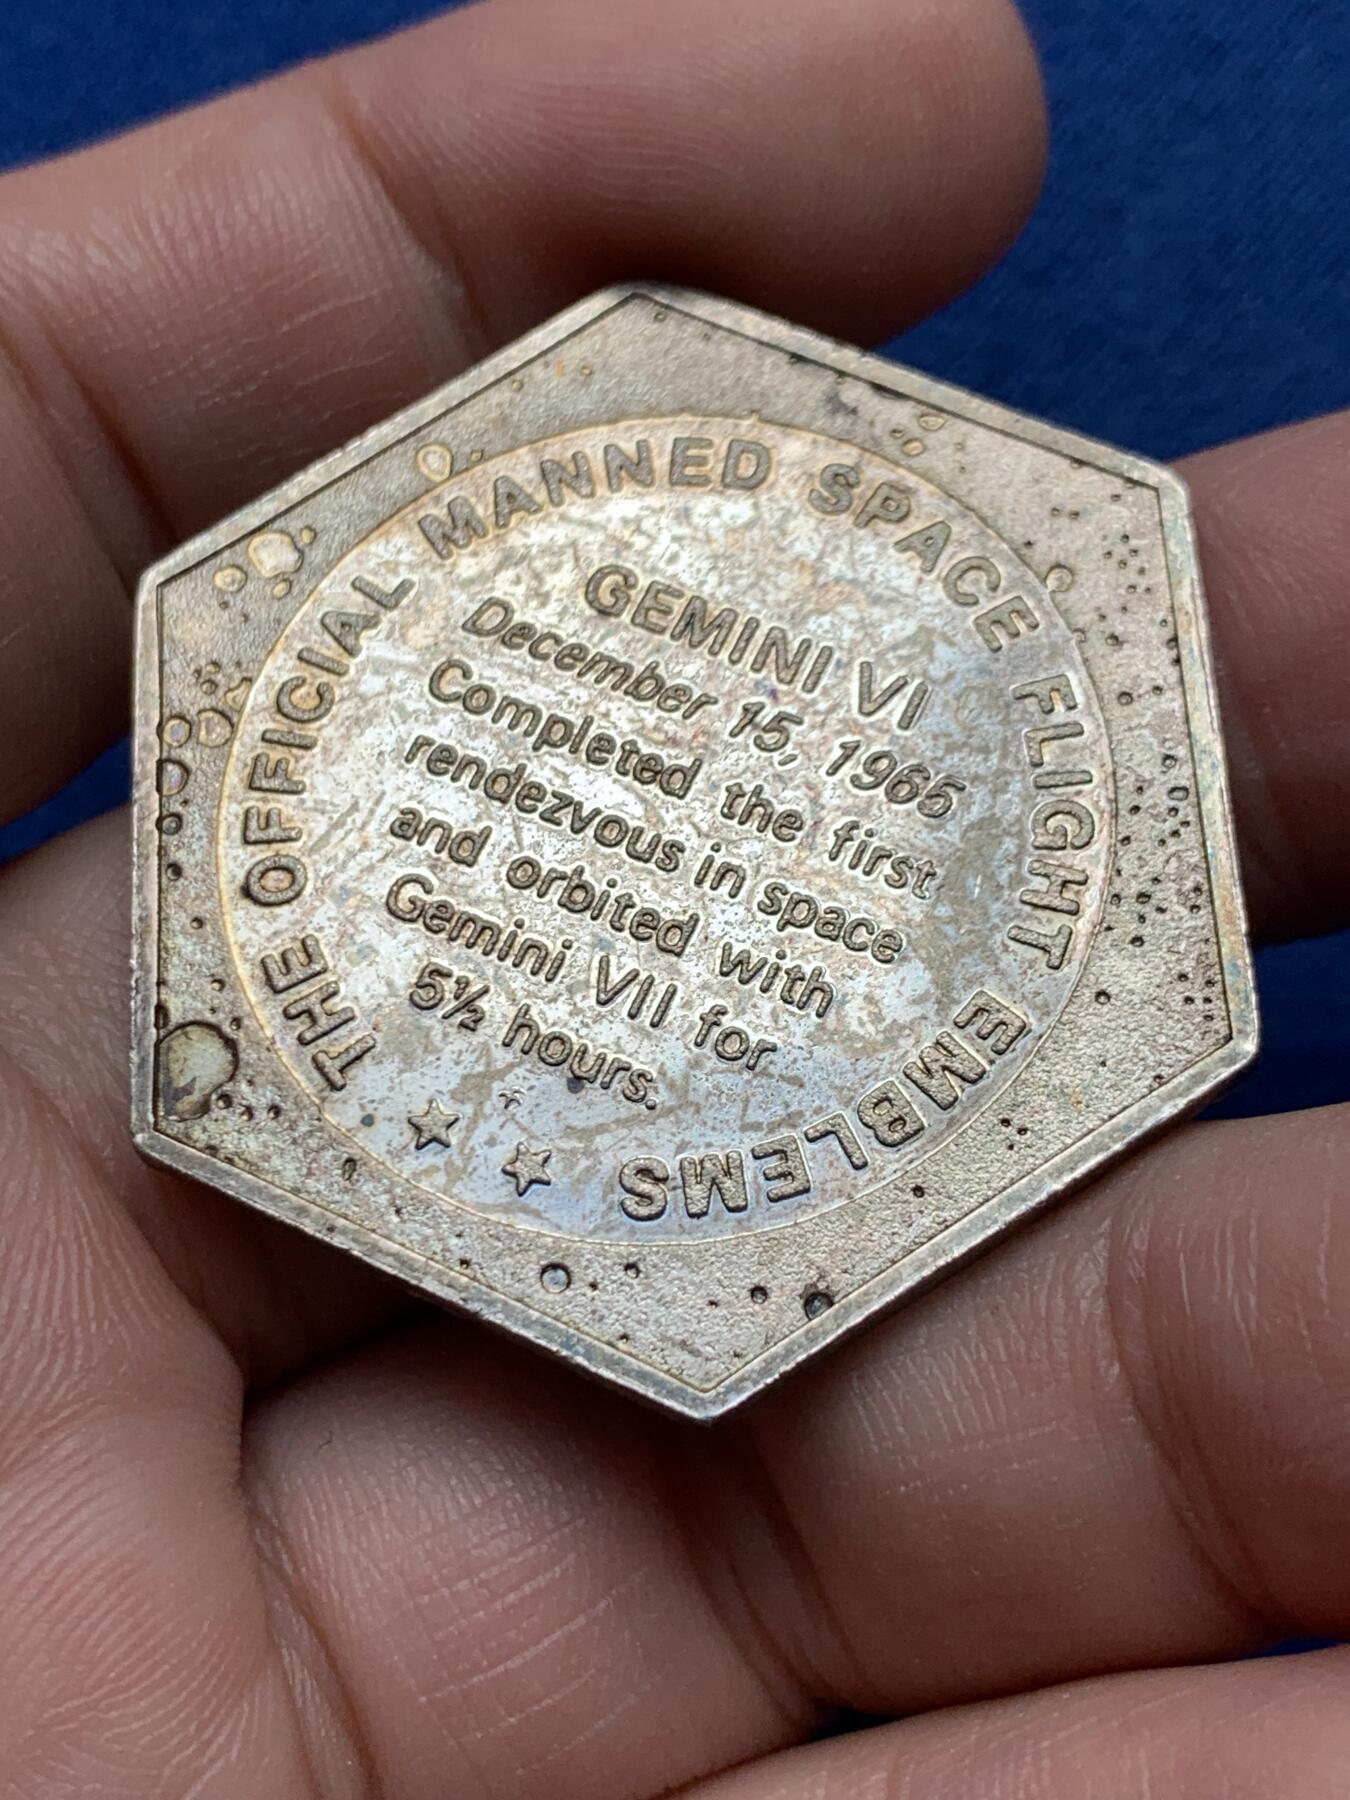 THE OFFICIAL MANNED SPACE FLIGHT EMBLEMS
GEMINI VI
December 15, 1965
Completed the first
rendezvous in space
and orbited with
Gemini VII for
5½ hours.